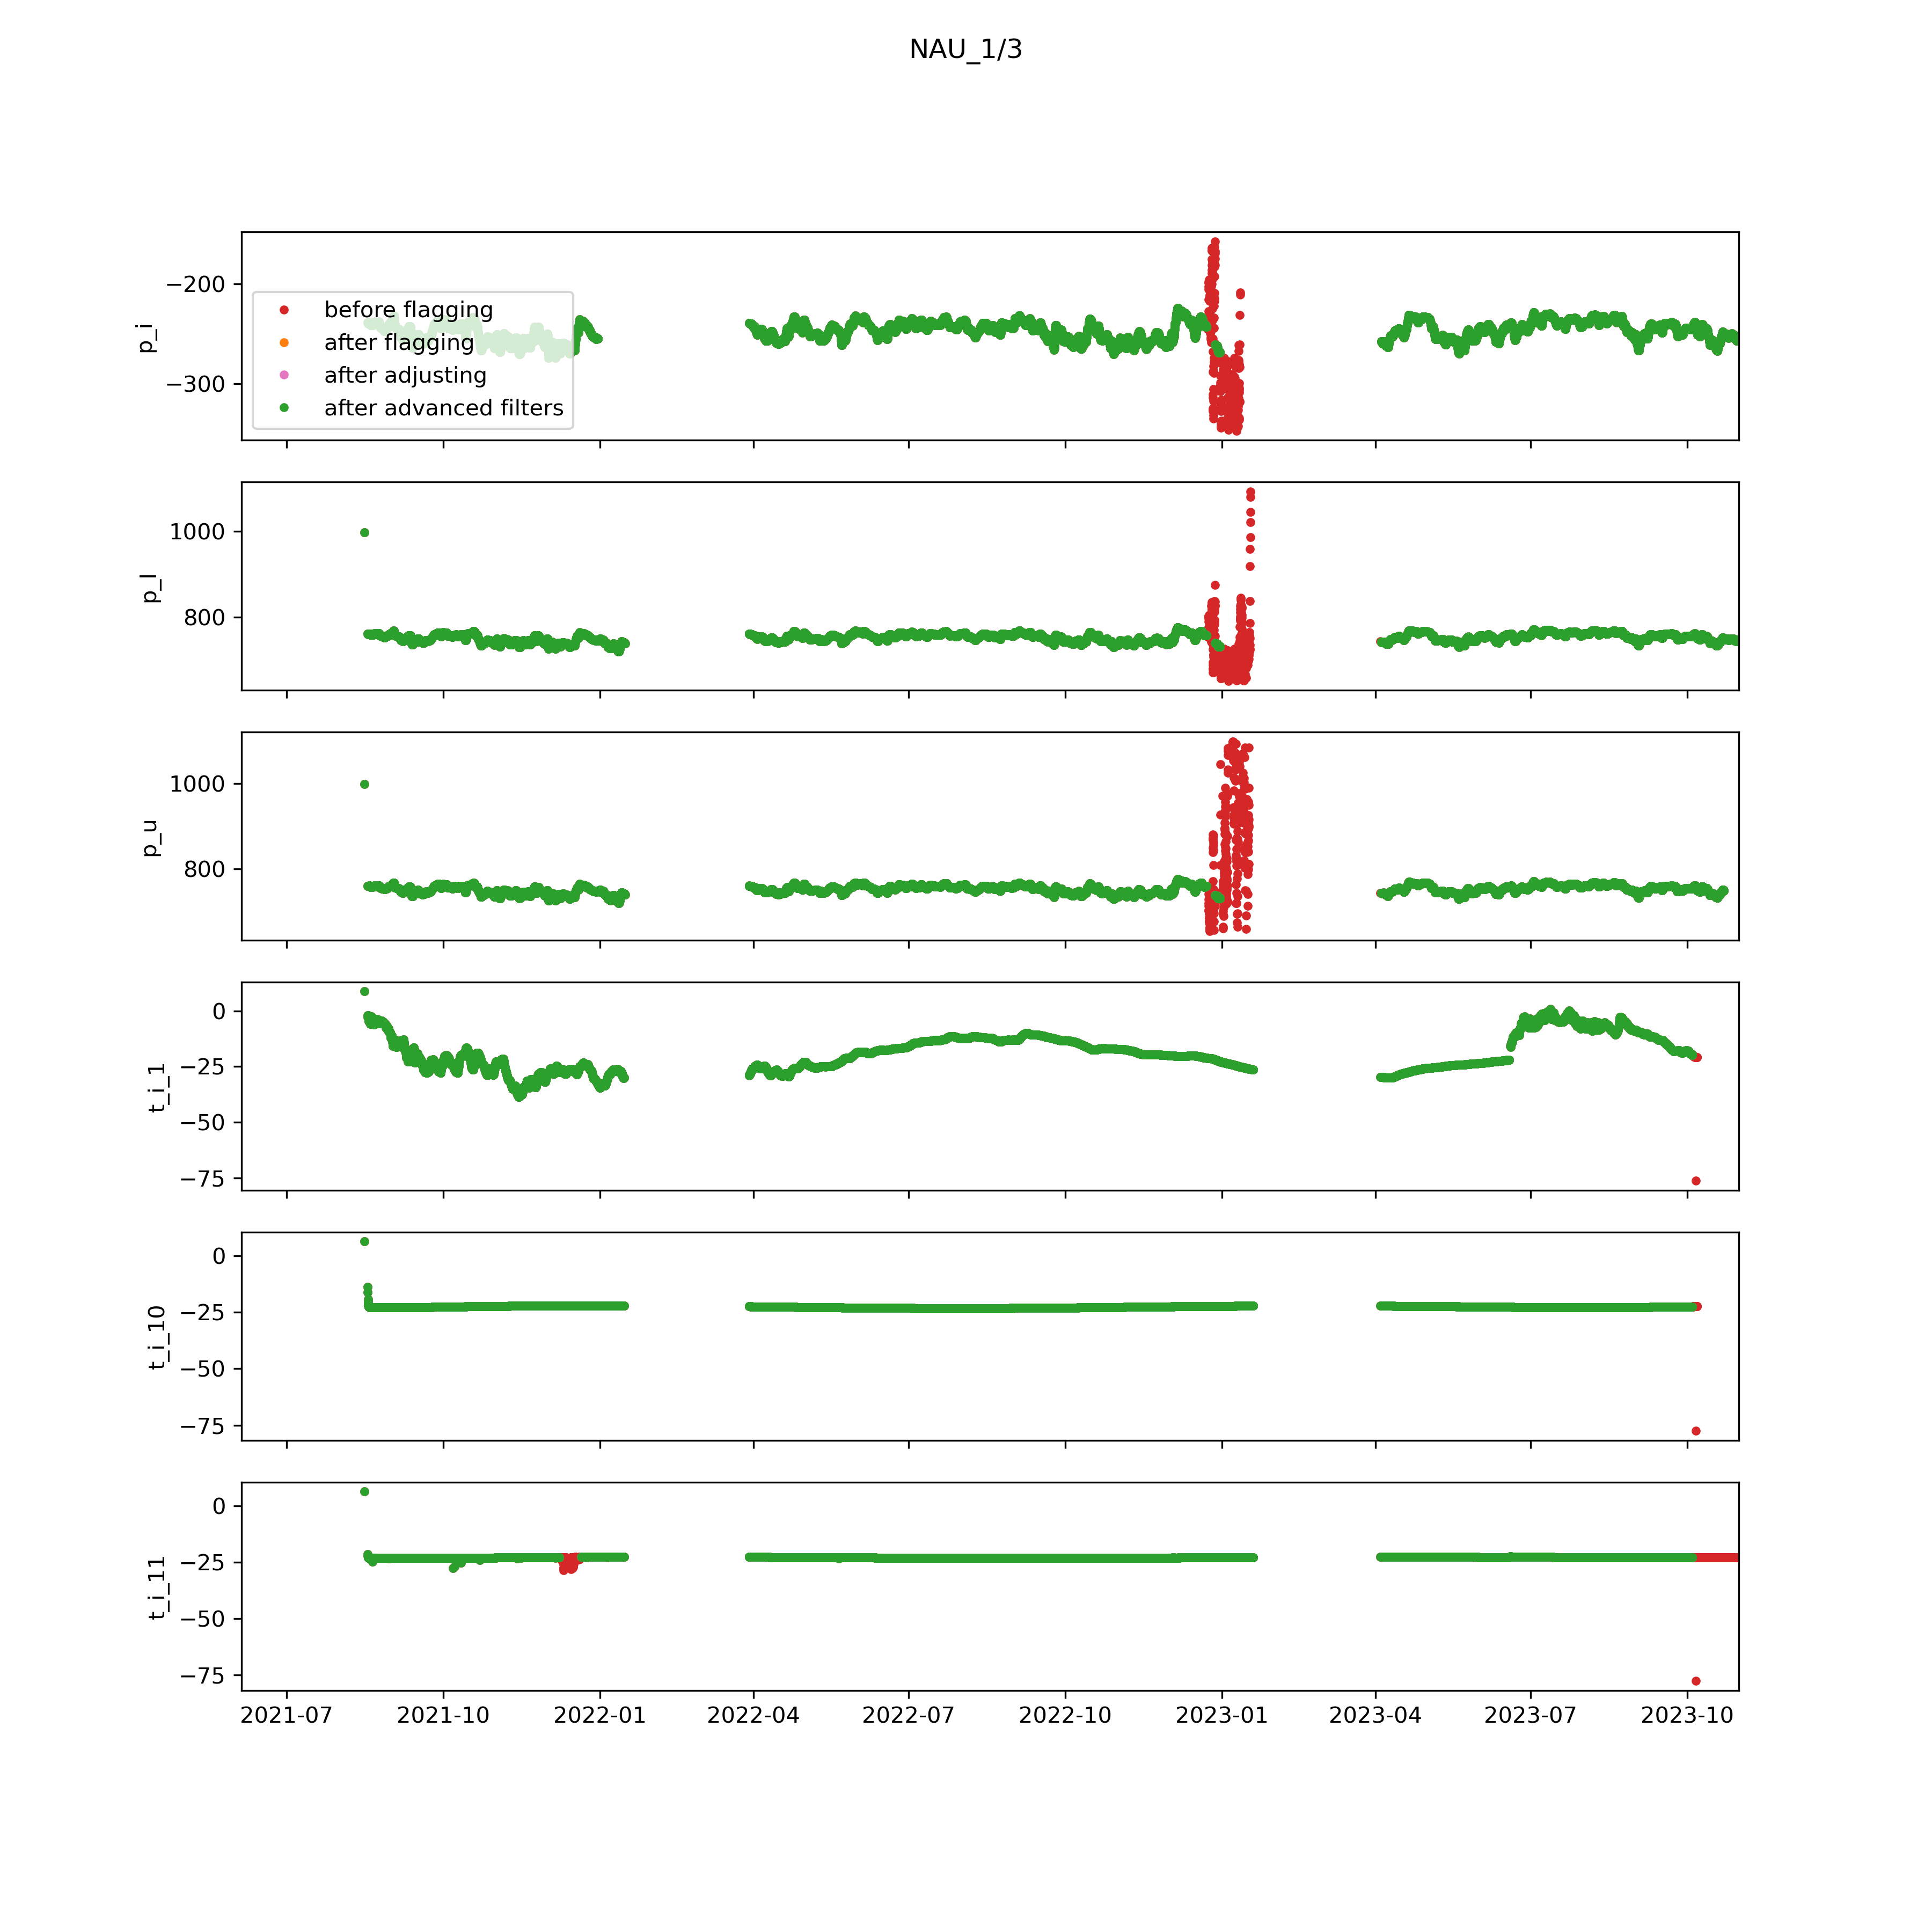 NAU_1/3
−200
−300
p_i
before flagging
after flagging
after adjusting
after advanced filters
1000
800
p_l
1000
800
p_u
0
−25
−50
−75
t_i_1
0
−25
−50
−75
t_i_10
0
−25
−50
−75
t_i_11
2021-07 2021-10 2022-01 2022-04 2022-07 2022-10 2023-01 2023-04 2023-07 2023-10